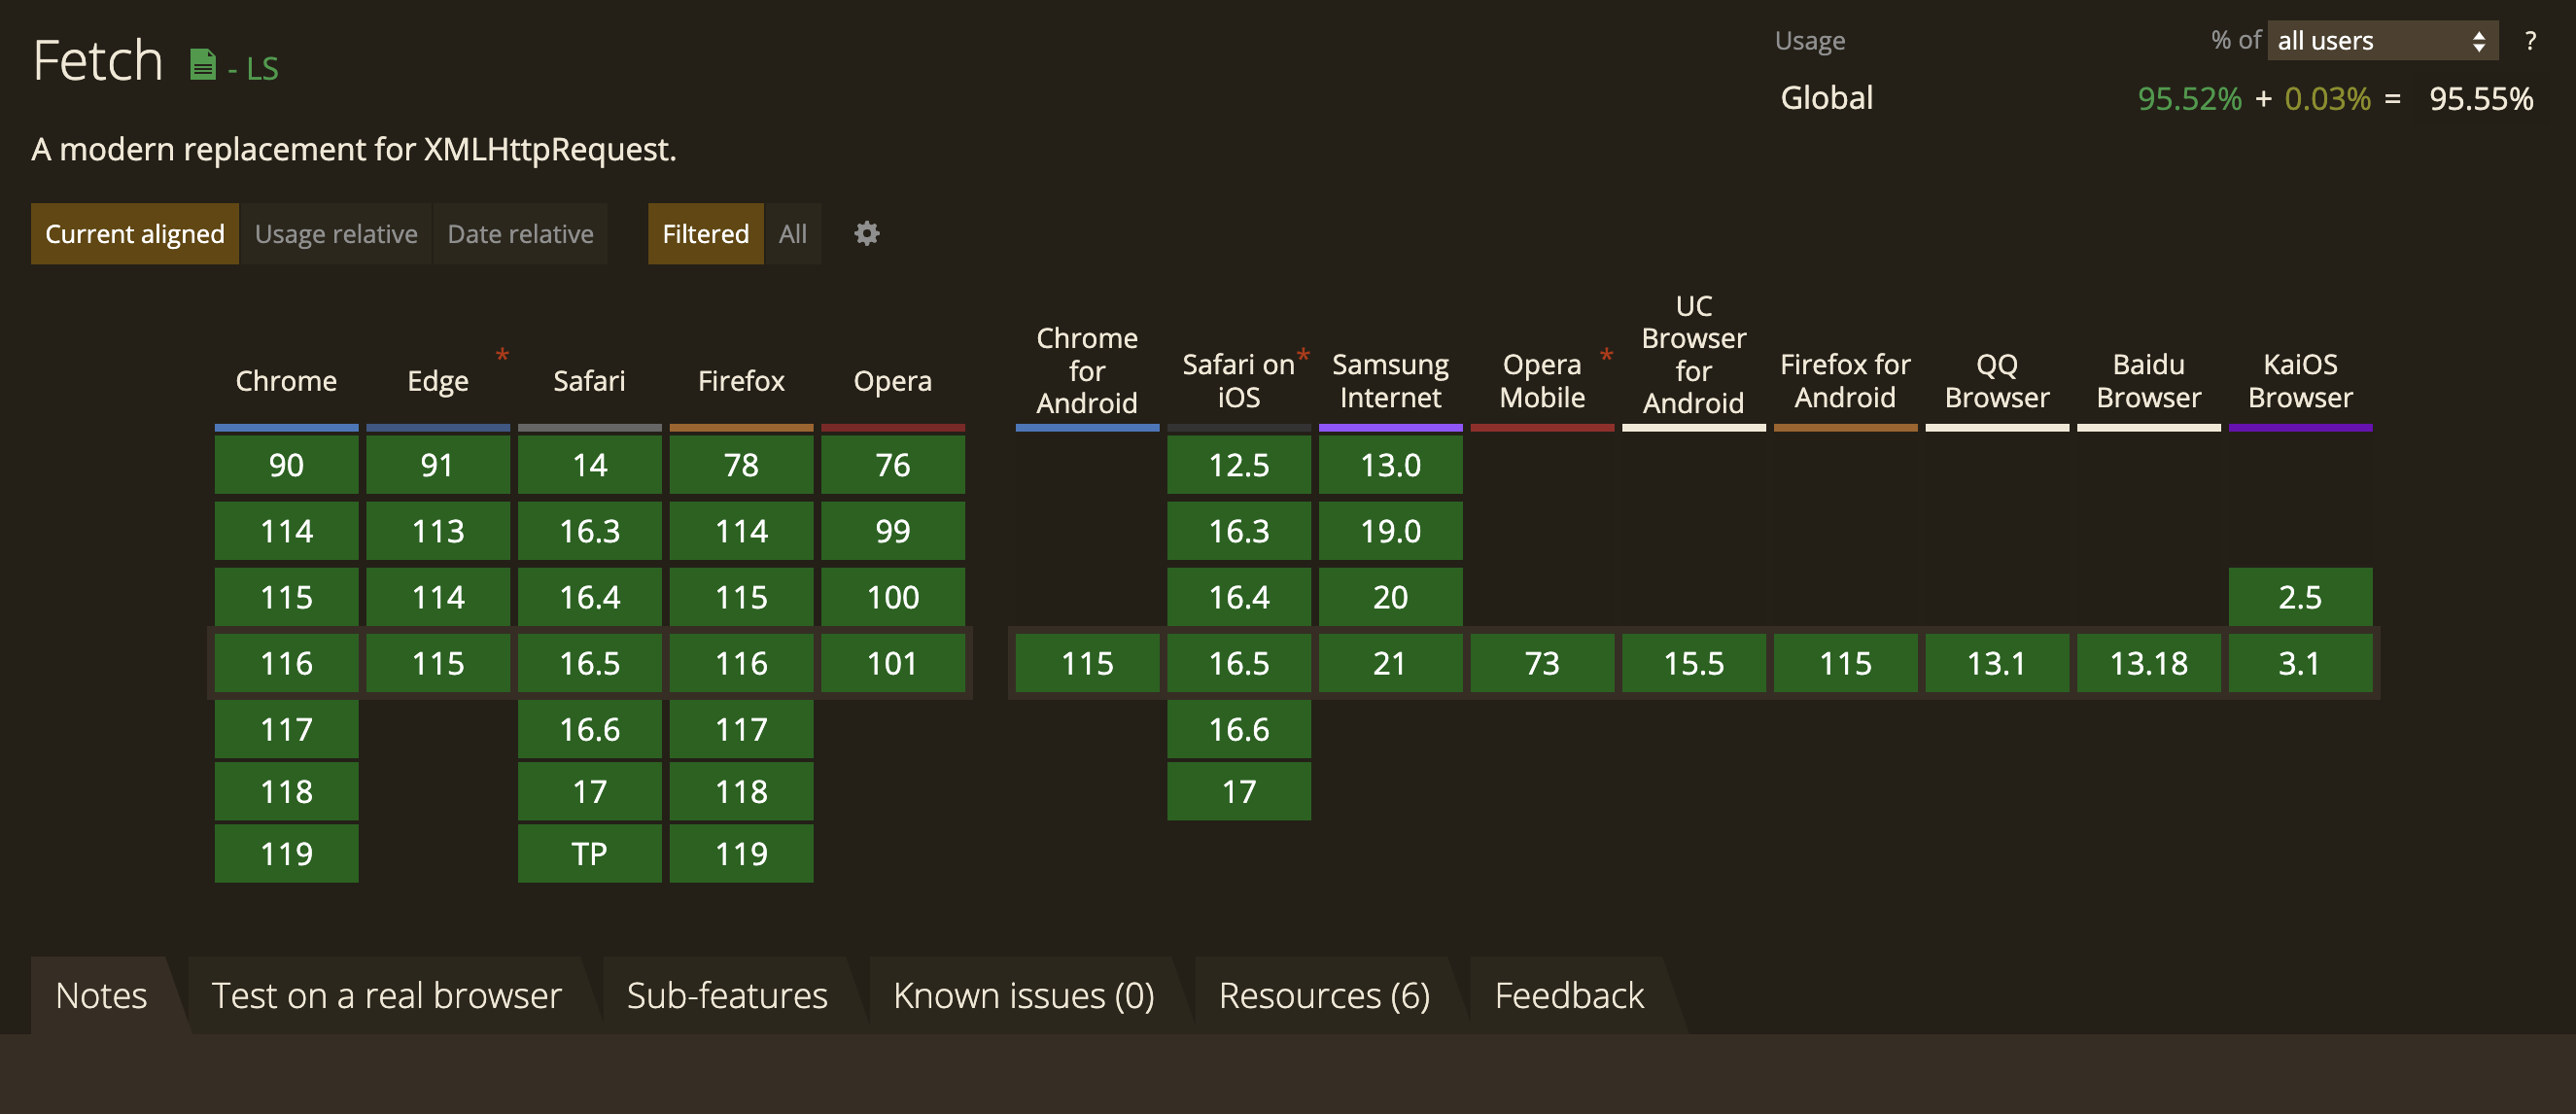 Fetch - LS
Usage % of all users ?
Global 95.52% + 0.03% = 95.55%
A modern replacement for XMLHttpRequest.
Current aligned Usage relative Date relative Filtered All
Chrome Edge * Safari Firefox Opera
Chrome for Android Safari on iOS * Samsung Internet Opera Mobile * UC Browser for Android Firefox for Android QQ Browser Baidu Browser KaiOS Browser
90 91 14 78 76 12.5 13.0
114 113 16.3 114 99 16.3 19.0
115 114 16.4 115 100 16.4 20 2.5
116 115 16.5 116 101 115 16.5 21 73 15.5 115 13.1 13.18 3.1
117 16.6 117 16.6
118 17 118 17
119 TP 119
Notes Test on a real browser Sub-features Known issues (0) Resources (6) Feedback